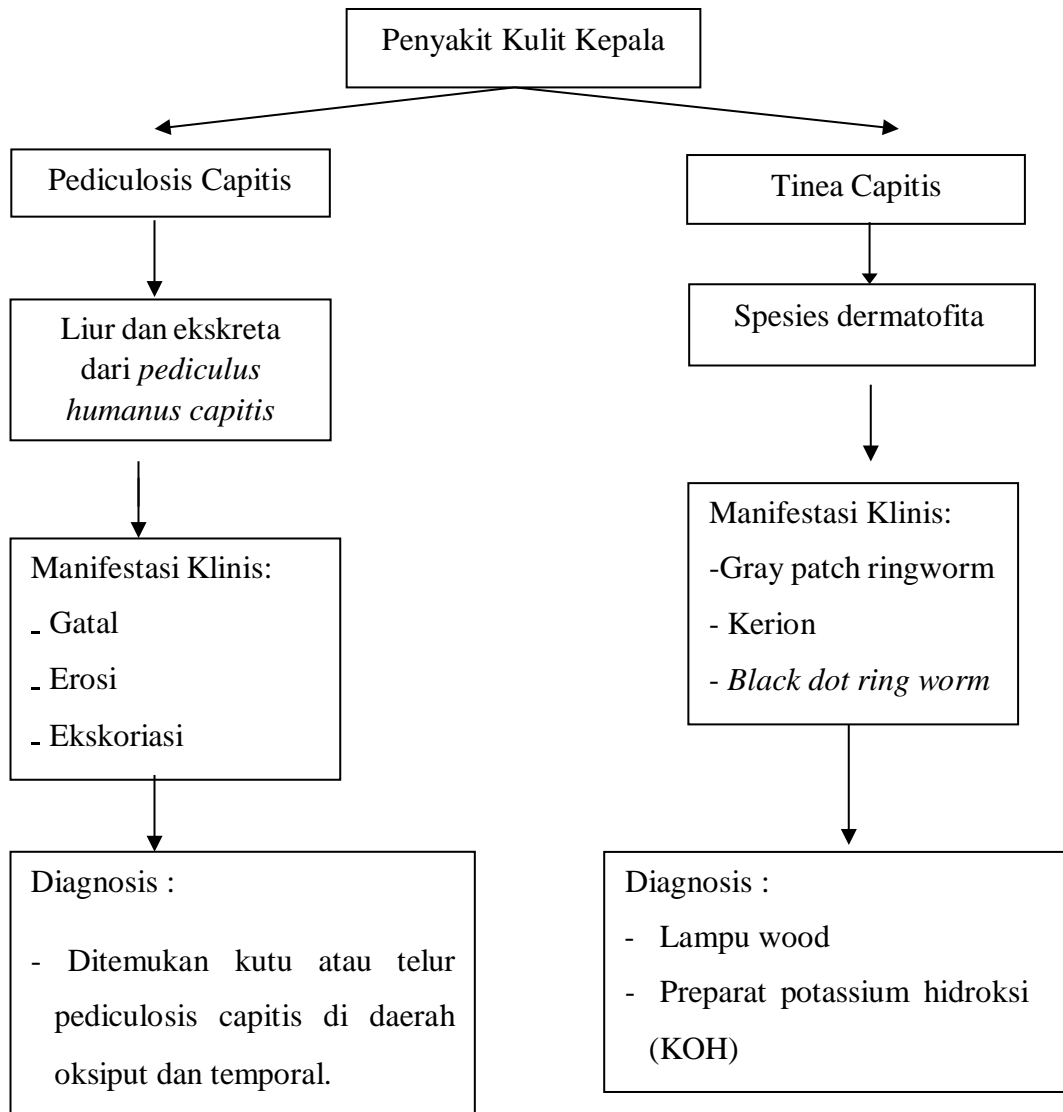 Penyakit Kulit Kepala
Pediculosis Capitis
Tinea Capitis
Liur dan ekskreta
dari pediculus
humanus capitis
Spesies dermatofita
Manifestasi Klinis:
- Gatal
- Erosi
- Ekskoriasi
Manifestasi Klinis:
-Gray patch ringworm
- Kerion
- Black dot ring worm
Diagnosis :
- Ditemukan kutu atau telur
pediculosis capitis di daerah
oksiput dan temporal.
Diagnosis :
- Lampu wood
- Preparat potassium hidroksi
(KOH)